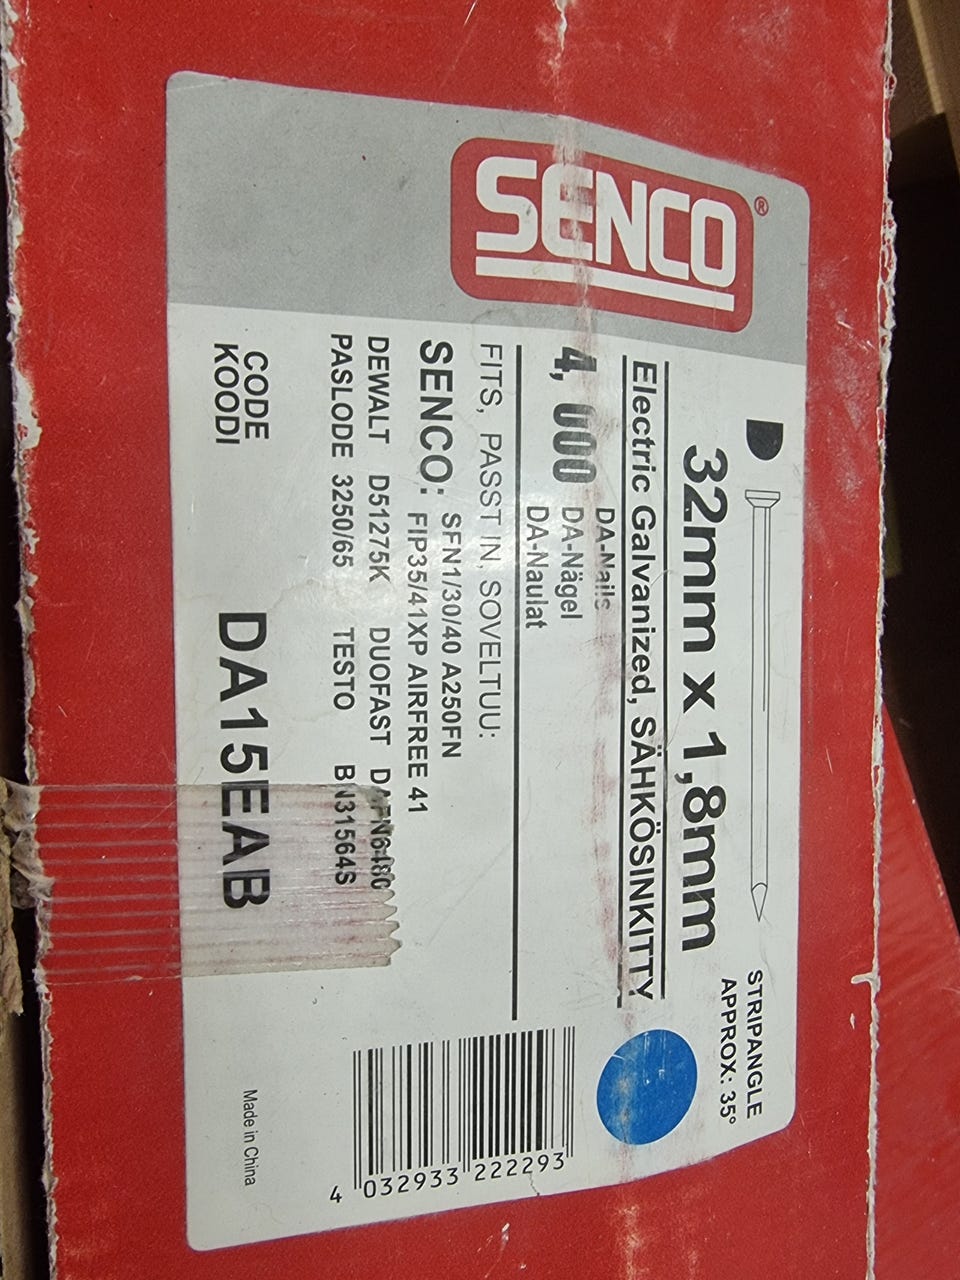 SENCO®
STRIPANGLE
APPROX: 35°
32mm x 1,8mm
Electric Galvanized, SÄHKÖSINKITTY
4,000
DA-Nails
DA-Nägel
DA-Naulat
FITS, PASST IN, SOVELTUU:
SENCO: SFN1/30/40 A250FN
FIP35/41XP AIRFREE 41
DEWALT D51275K DUOFAST
PASLODE 3250/65 TESTO BN31564S
CODE
KOODI
DA15EAB
4 032933 222293
Made in China